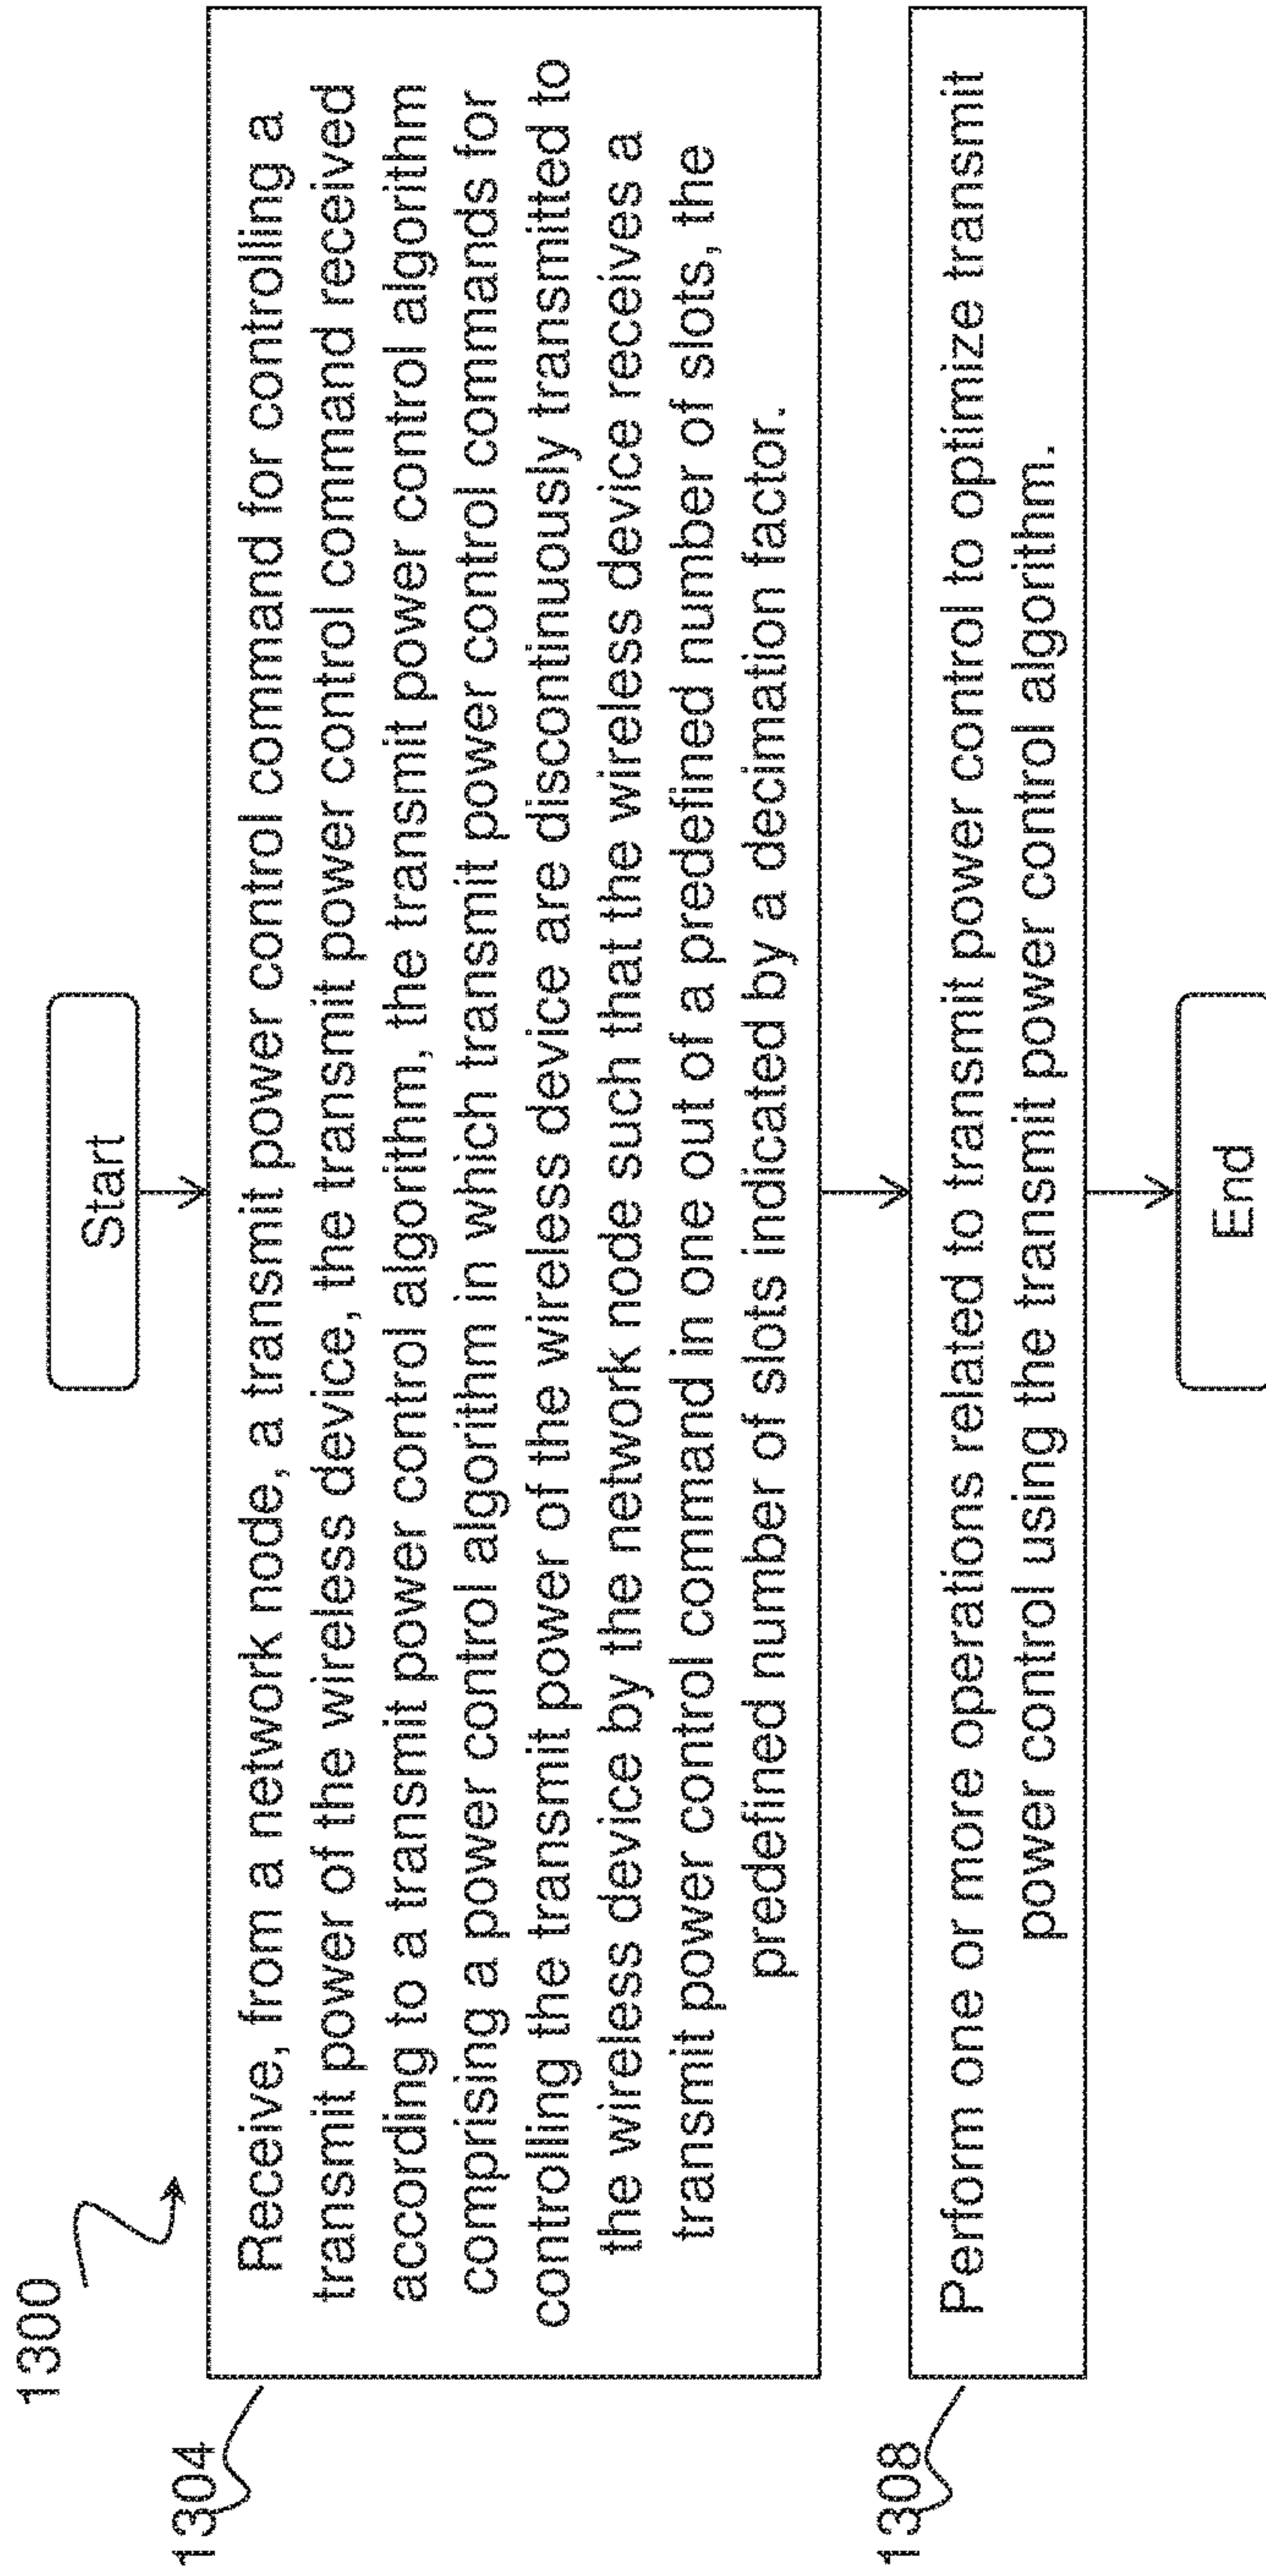 1300
Start
1304
Receive, from a network node, a transmit power control command for controlling a
transmit power of the wireless device, the transmit power control command received
according to a transmit power control algorithm, the transmit power control algorithm
comprising a power control algorithm in which transmit power control commands for
controlling the transmit power of the wireless device are discontinuously transmitted to
the wireless device by the network node such that the wireless device receives a
transmit power control command in one out of a predefined number of slots, the
predefined number of slots indicated by a decimation factor.
1308
Perform one or more operations related to transmit power control to optimize transmit
power control using the transmit power control algorithm.
End